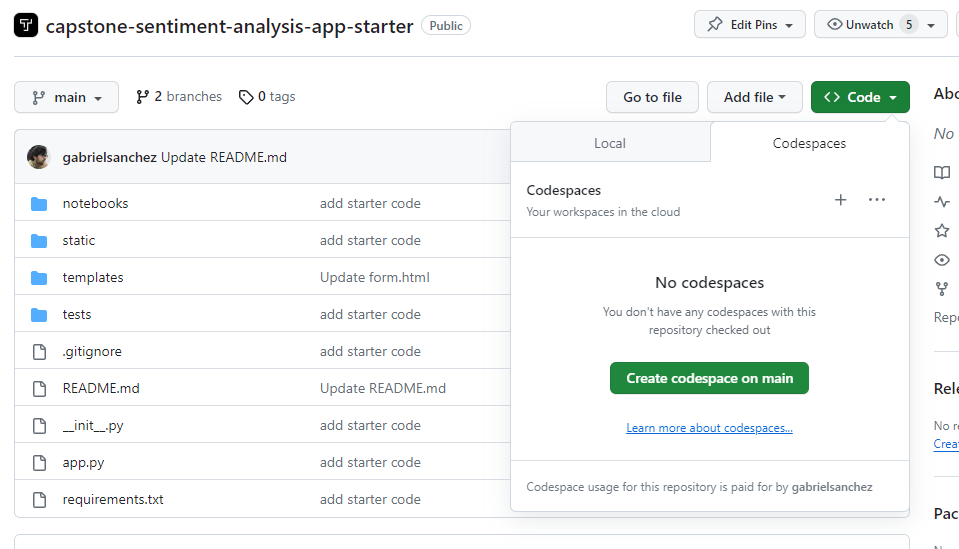 capstone-sentiment-analysis-app-starter Public Edit Pins Unwatch 5
main 2 branches 0 tags Go to file Add file <> Code
Local Codespaces
gabrielsanchez Update README.md
notebooks add starter code
static add starter code
templates Update form.html
tests add starter code
.gitignore add starter code
README.md Update README.md
__init__.py add starter code
app.py add starter code
requirements.txt add starter code
Codespaces
Your workspaces in the cloud
No codespaces
You don't have any codespaces with this
repository checked out
Create codespace on main
Learn more about codespaces...
Codespace usage for this repository is paid for by gabrielsanchez
Abo
No
Repo
Rele
No re
Creat
Pac